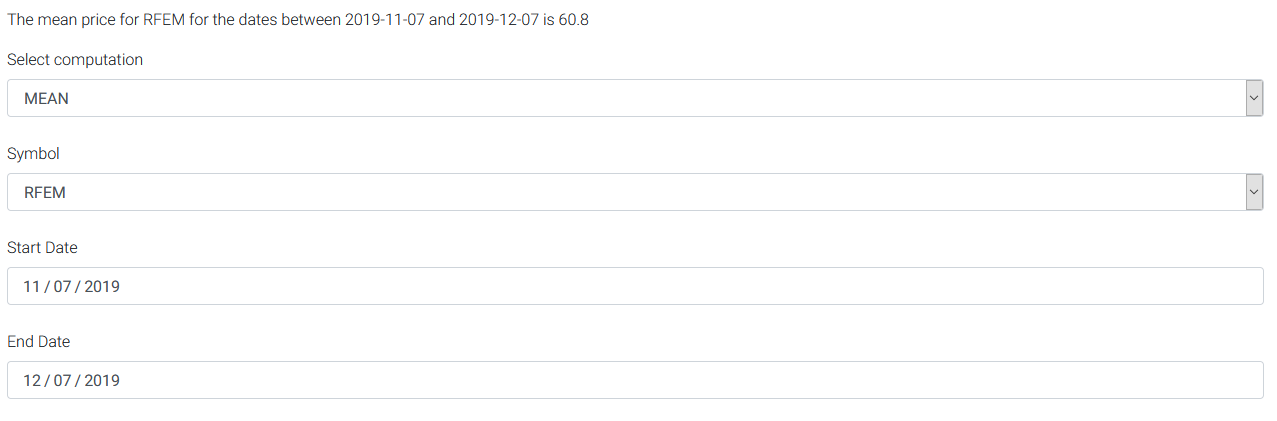 The mean price for RFEM for the dates between 2019-11-07 and 2019-12-07 is 60.8
Select computation
MEAN
Symbol
RFEM
Start Date
11 / 07 / 2019
End Date
12 / 07 / 2019